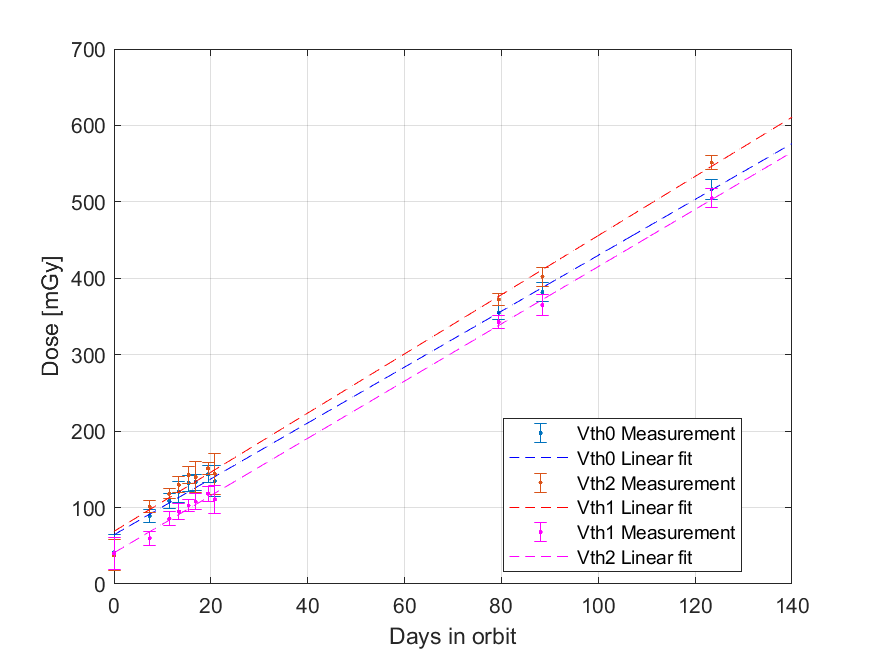 700
600
500
400
300
200
100
0
Dose [mGy]
0 20 40 60 80 100 120 140
Days in orbit
Vth0 Measurement
Vth0 Linear fit
Vth2 Measurement
Vth1 Linear fit
Vth1 Measurement
Vth2 Linear fit